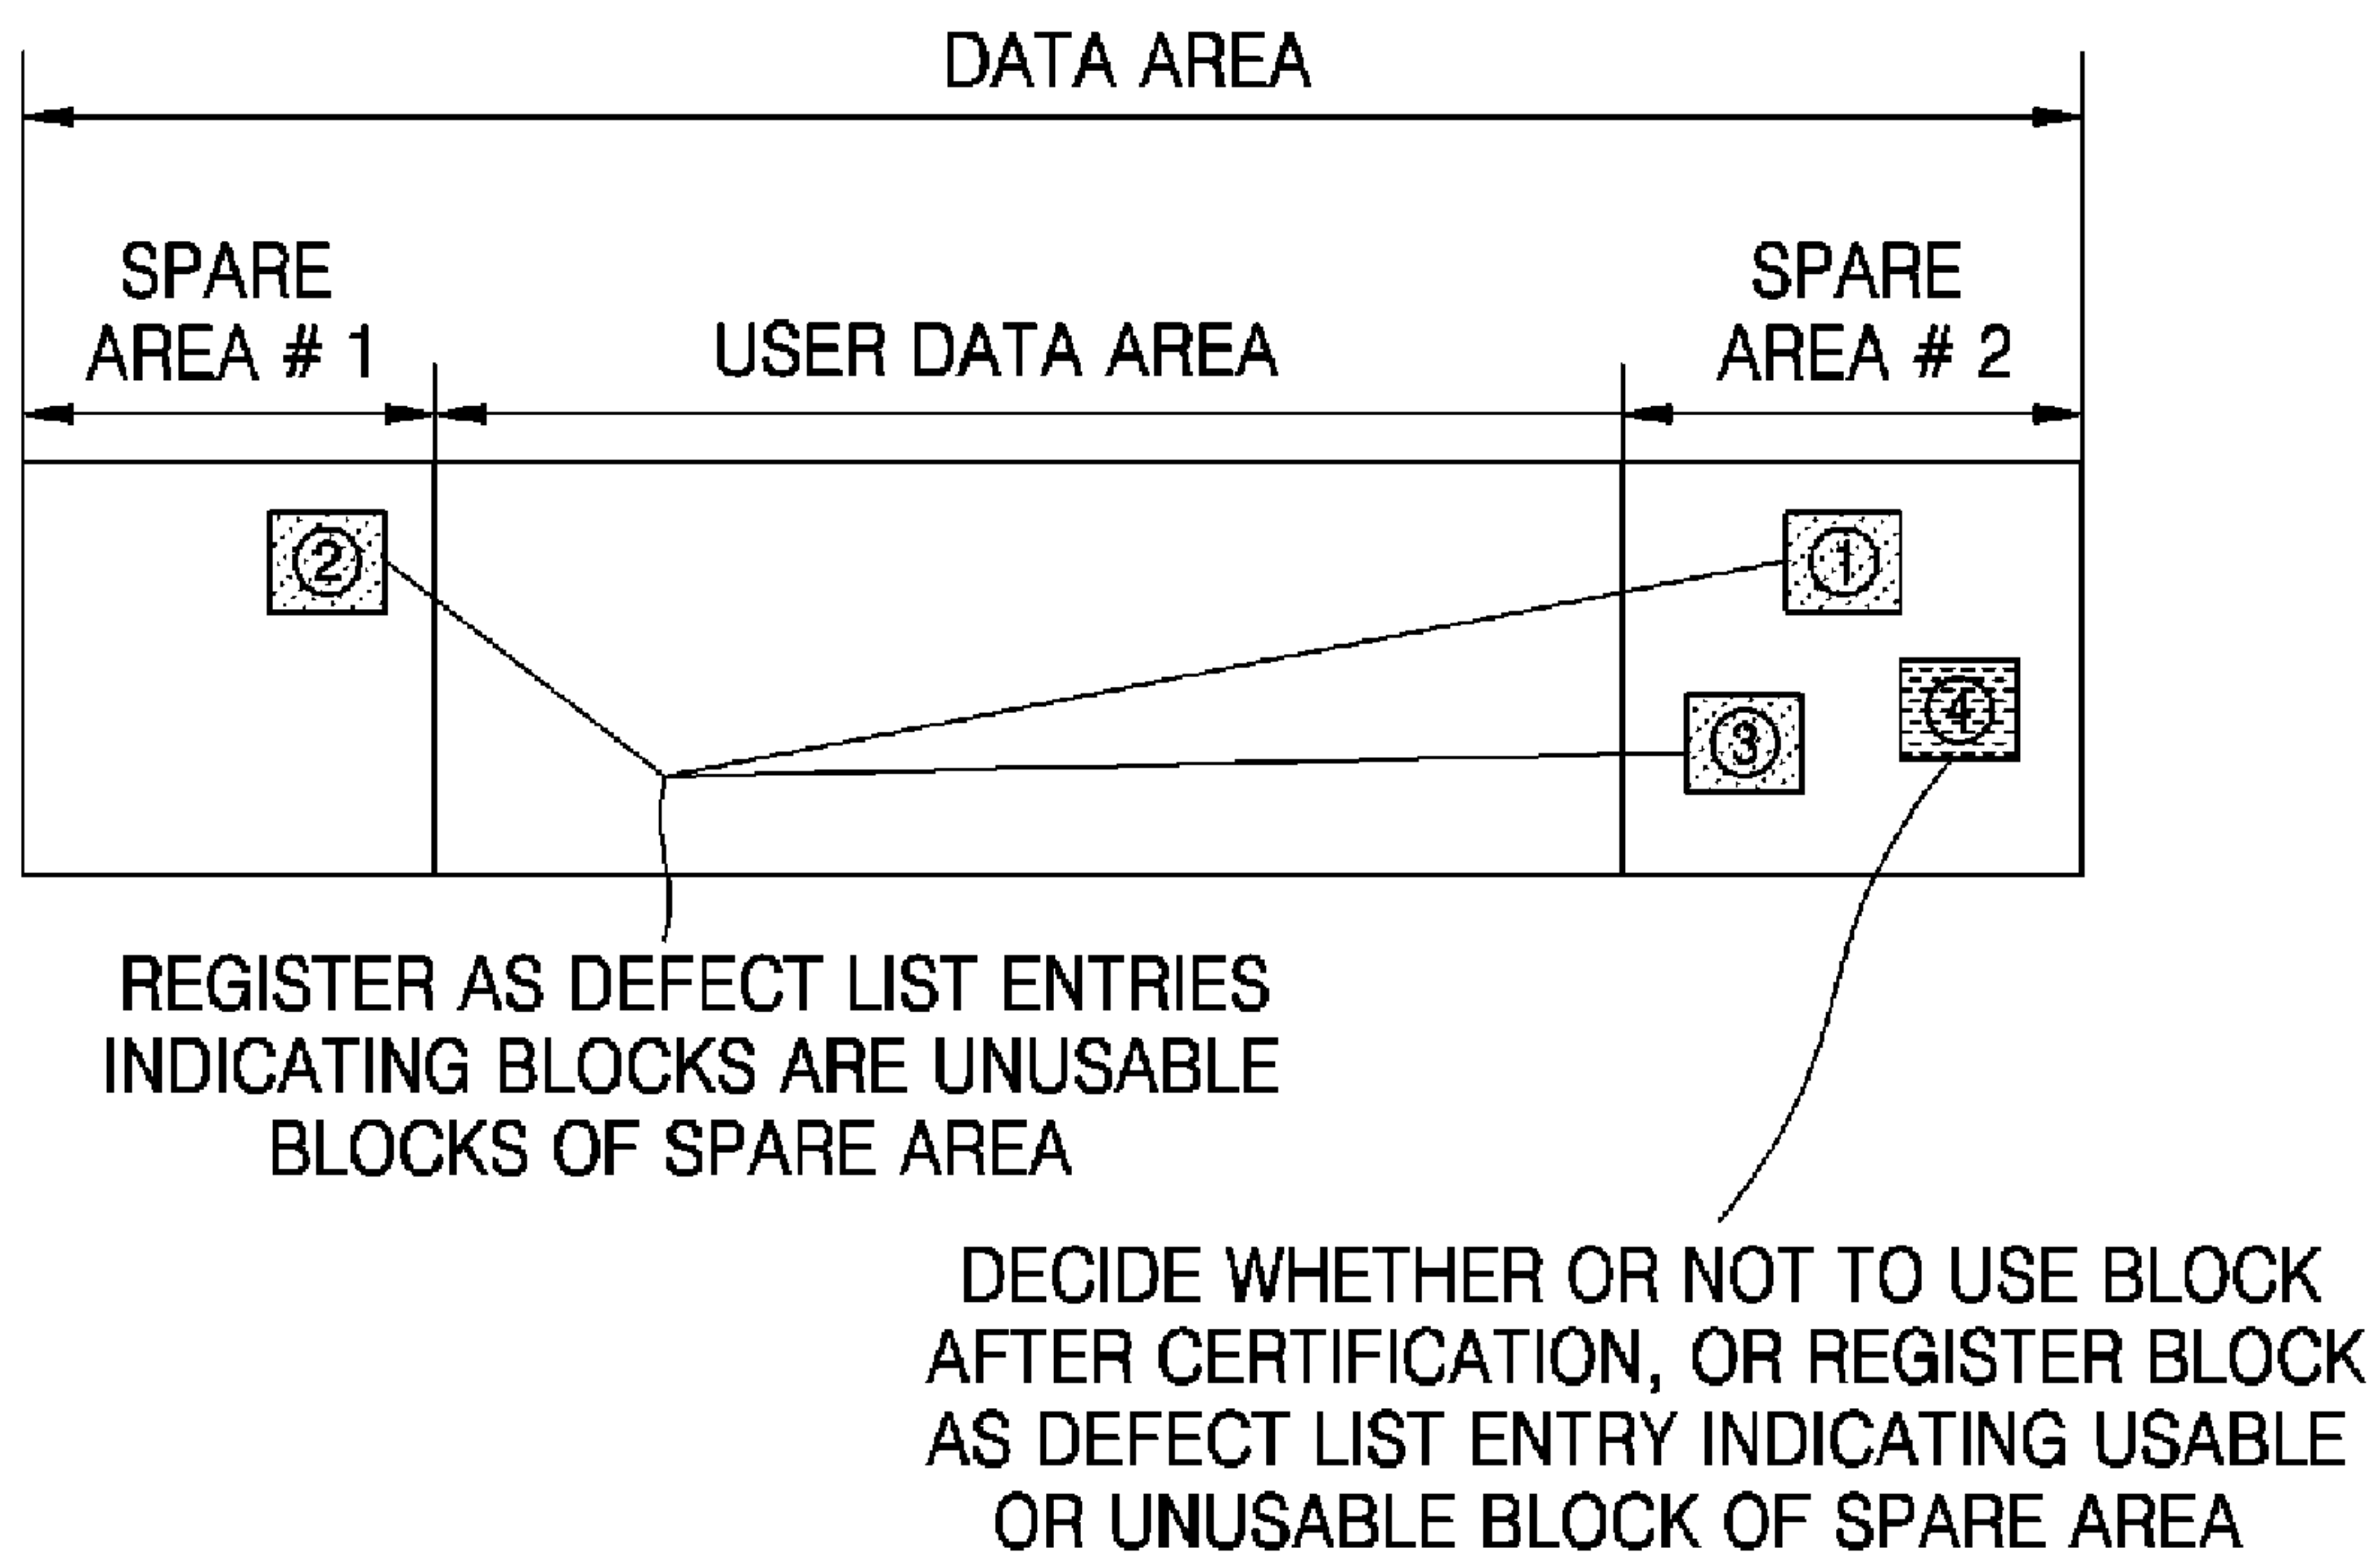 DATA AREA
SPARE
AREA # 1
USER DATA AREA
SPARE
AREA # 2
②
①
③
④
REGISTER AS DEFECT LIST ENTRIES
INDICATING BLOCKS ARE UNUSABLE
BLOCKS OF SPARE AREA
DECIDE WHETHER OR NOT TO USE BLOCK
AFTER CERTIFICATION, OR REGISTER BLOCK
AS DEFECT LIST ENTRY INDICATING USABLE
OR UNUSABLE BLOCK OF SPARE AREA